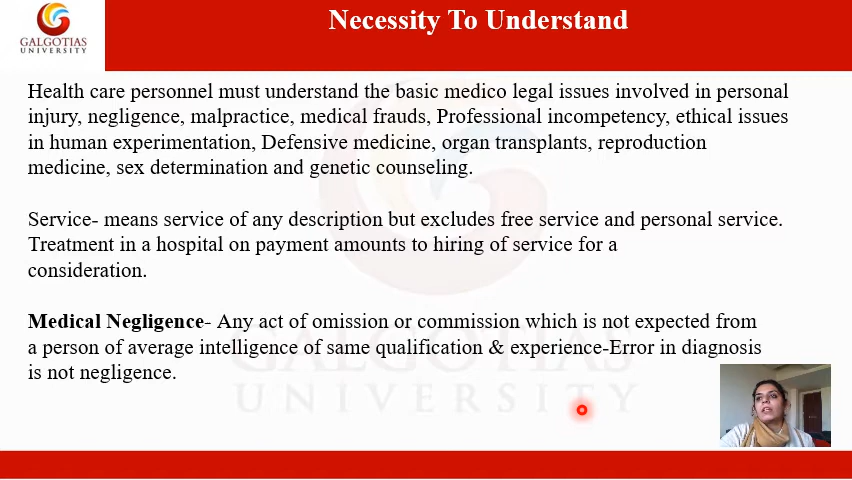 GALGOTIAS
UNIVERSITY
Necessity To Understand
Health care personnel must understand the basic medico legal issues involved in personal
injury, negligence, malpractice, medical frauds, Professional incompetency, ethical issues
in human experimentation, Defensive medicine, organ transplants, reproduction
medicine, sex determination and genetic counseling.
Service- means service of any description but excludes free service and personal service.
Treatment in a hospital on payment amounts to hiring of service for a
consideration.
Medical Negligence- Any act of omission or commission which is not expected from
a person of average intelligence of same qualification & experience-Error in diagnosis
is not negligence.
GALGOTIAS
UNIVERSITY